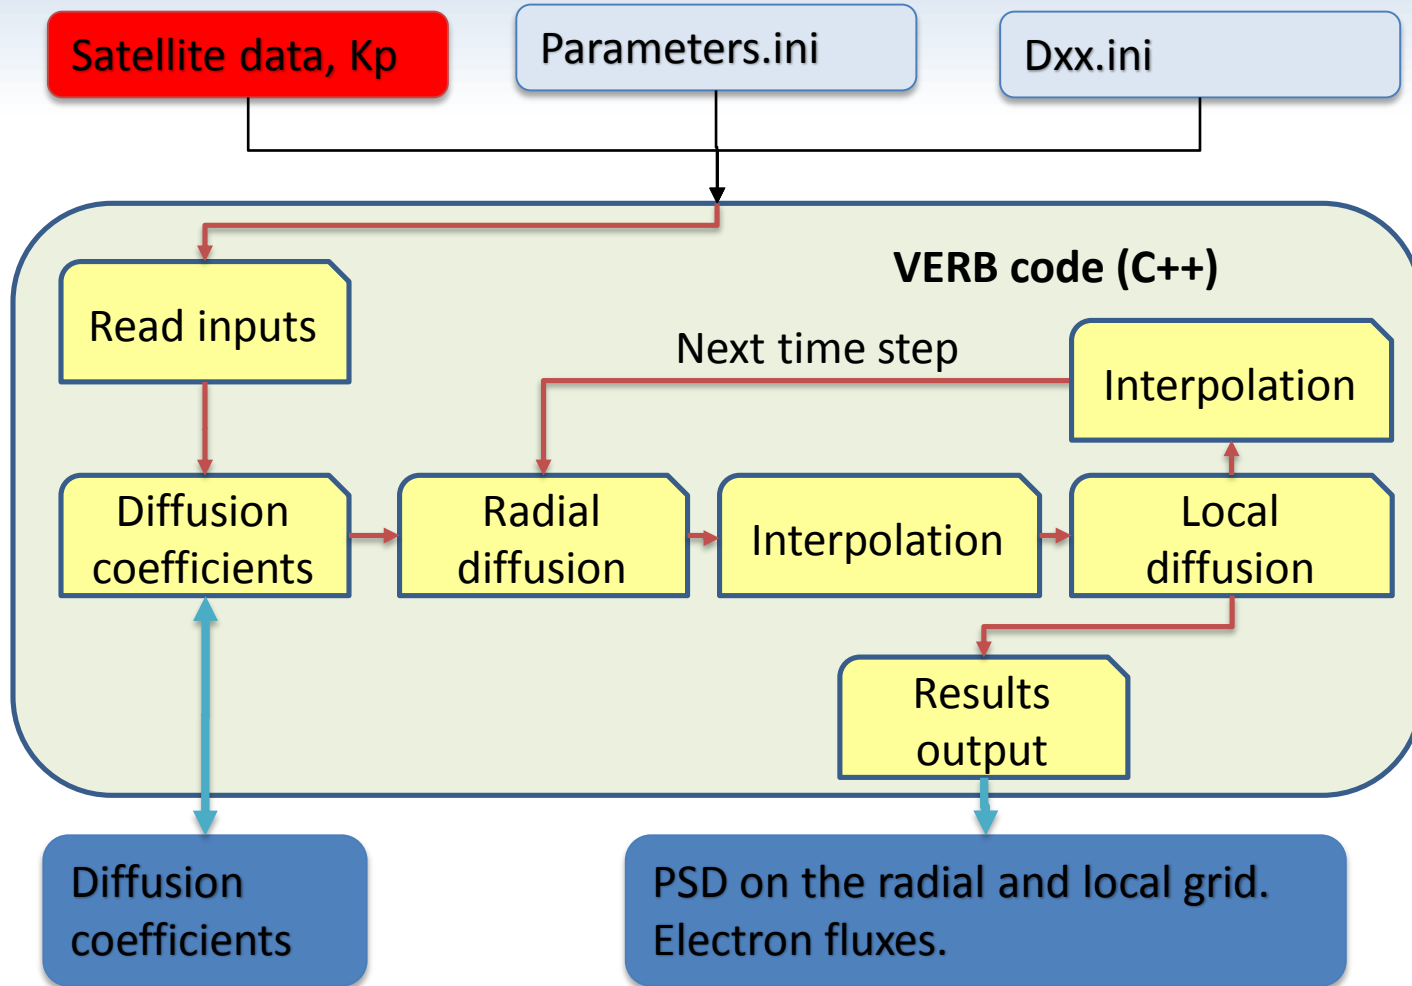 Satellite data, Kp
Parameters.ini
Dxx.ini
VERB code (C++)
Read inputs
Next time step
Interpolation
Diffusion
coefficients
Radial
diffusion
Interpolation
Local
diffusion
Results
output
Diffusion
coefficients
PSD on the radial and local grid.
Electron fluxes.